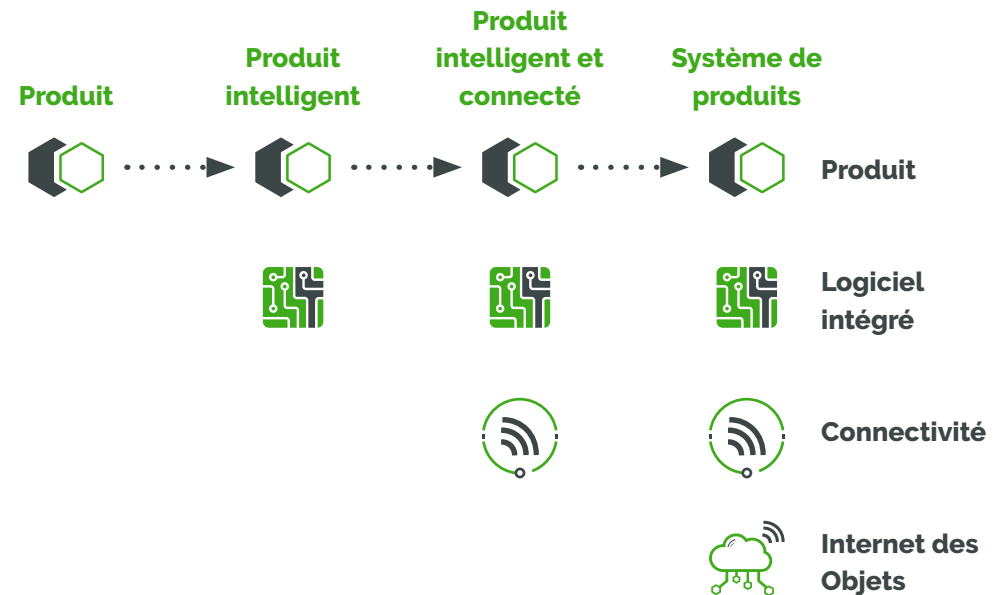 Produit
Produit
intelligent
Produit
intelligent et
connecté
Système de
produits
Produit
Logiciel
intégré
Connectivité
Internet des
Objets